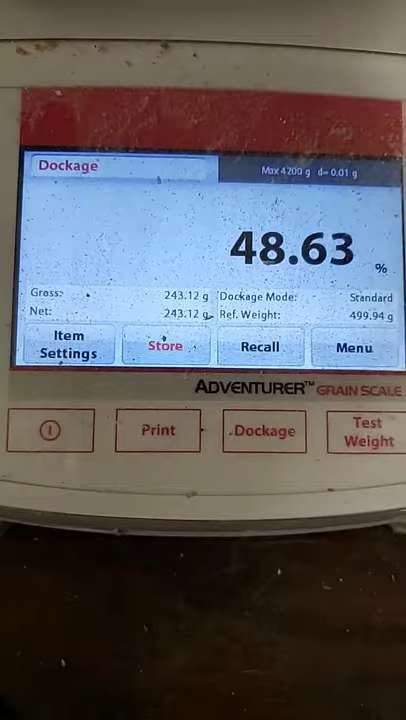 Dockage Max 4200 g d= 0.01 g
48.63 %
Gross: 243.12 g Dockage Mode: Standard
Net: 243.12 g Ref. Weight: 499.94 g
Item Settings Store Recall Menu
ADVENTURER™ GRAIN SCALE
Print Dockage Test Weight